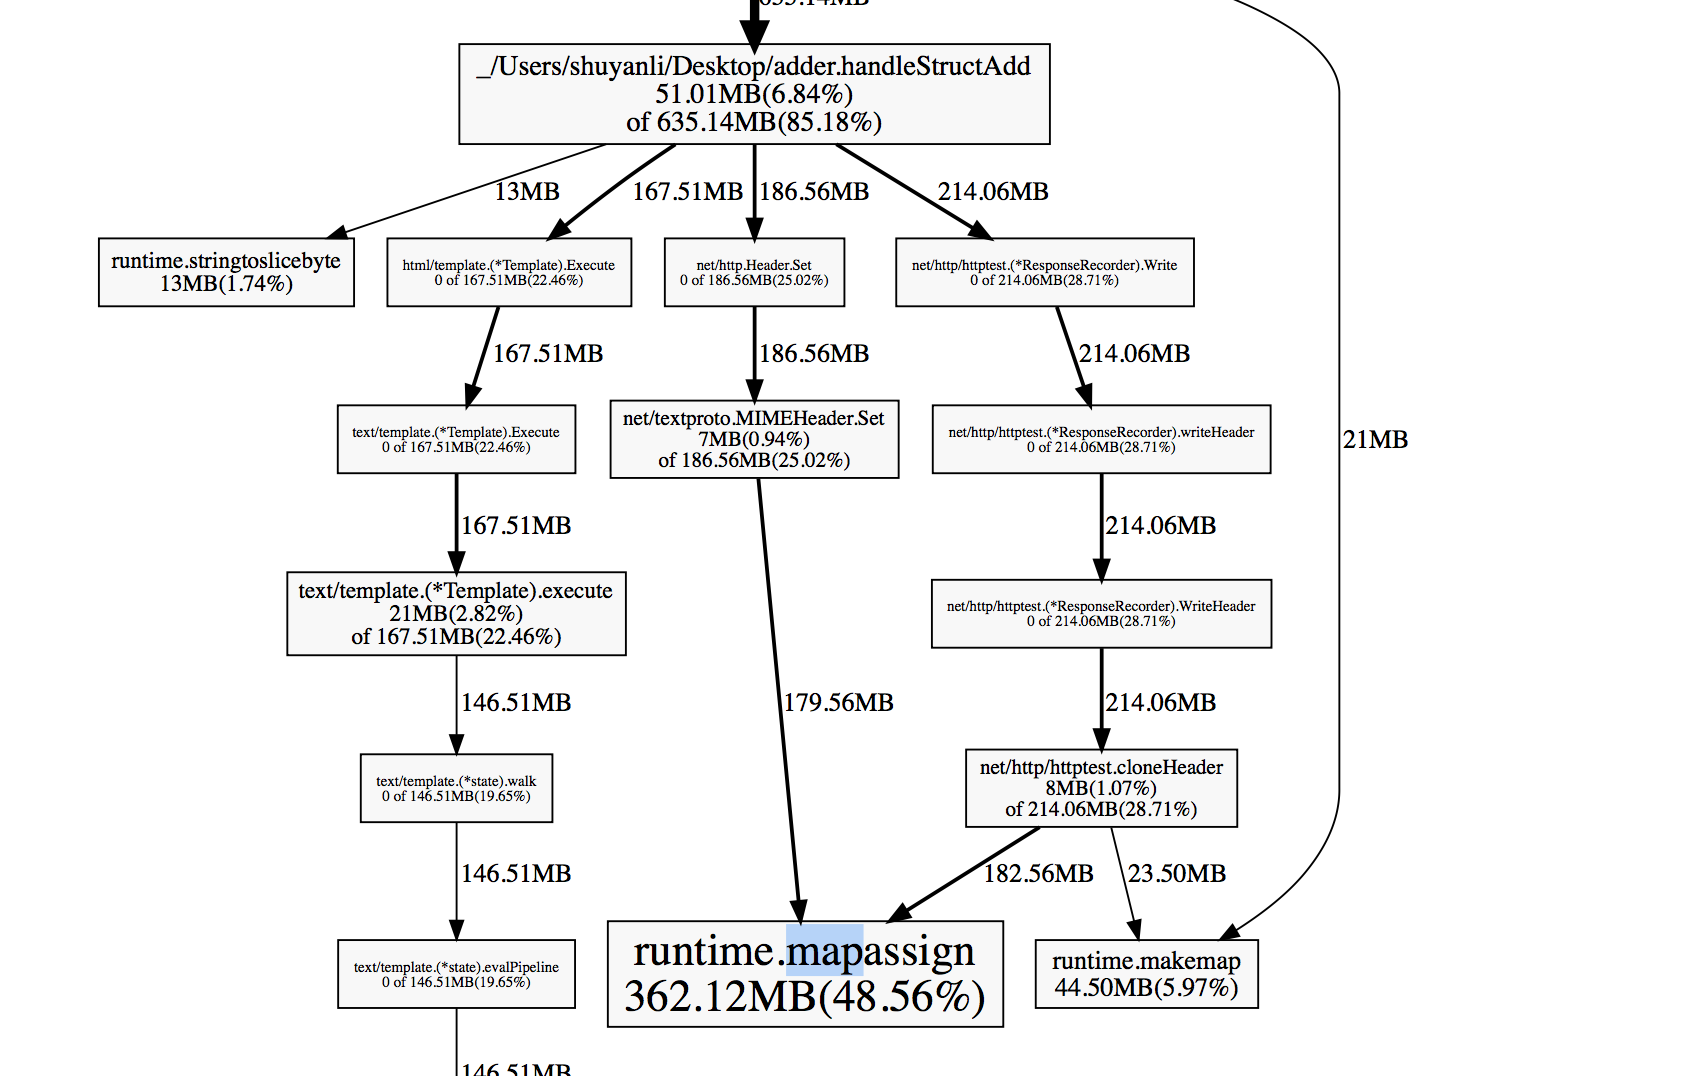 _/Users/shuyanli/Desktop/adder.handleStructAdd
51.01MB(6.84%)
of 635.14MB(85.18%)
13MB
167.51MB
186.56MB
214.06MB
runtime.stringtoslicebyte
13MB(1.74%)
html/template.(*Template).Execute
0 of 167.51MB(22.46%)
net/http.Header.Set
0 of 186.56MB(25.02%)
net/http/httptest.(*ResponseRecorder).Write
0 of 214.06MB(28.71%)
167.51MB
186.56MB
214.06MB
text/template.(*Template).Execute
0 of 167.51MB(22.46%)
net/textproto.MIMEHeader.Set
7MB(0.94%)
of 186.56MB(25.02%)
net/http/httptest.(*ResponseRecorder).writeHeader
0 of 214.06MB(28.71%)
21MB
167.51MB
214.06MB
text/template.(*Template).execute
21MB(2.82%)
of 167.51MB(22.46%)
net/http/httptest.(*ResponseRecorder).WriteHeader
0 of 214.06MB(28.71%)
146.51MB
179.56MB
214.06MB
text/template.(*state).walk
0 of 146.51MB(19.65%)
net/http/httptest.cloneHeader
8MB(1.07%)
of 214.06MB(28.71%)
146.51MB
182.56MB
23.50MB
text/template.(*state).evalPipeline
0 of 146.51MB(19.65%)
runtime.mapassign
362.12MB(48.56%)
runtime.makemap
44.50MB(5.97%)
146.51MB